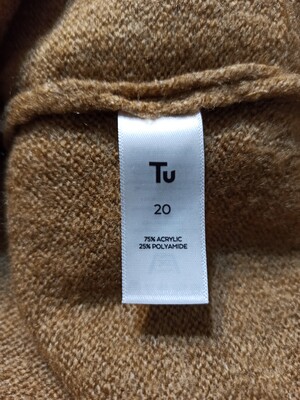 Tu
20
75% ACRYLIC
25% POLYAMIDE